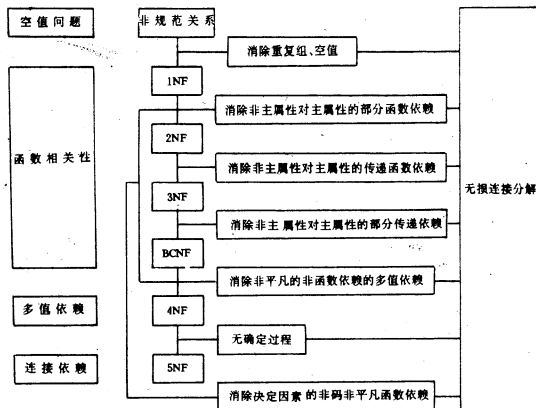 空值问题
非规范关系
消除重复组、空值
1NF
消除非主属性对主属性的部分函数依赖
函数相关性
2NF
消除非主属性对主属性的传递函数依赖
无损连接分解
3NF
消除非主属性对主属性的部分传递依赖
BCNF
消除非平凡的非函数依赖的多值依赖
多值依赖
4NF
无确定过程
连接依赖
5NF
消除决定因素的非码非平凡函数依赖